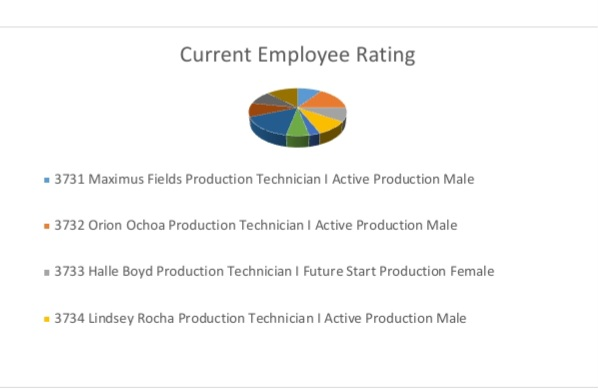 Current Employee Rating
3731 Maximus Fields Production Technician I Active Production Male
3732 Orion Ochoa Production Technician I Active Production Male
3733 Halle Boyd Production Technician I Future Start Production Female
3734 Lindsey Rocha Production Technician I Active Production Male